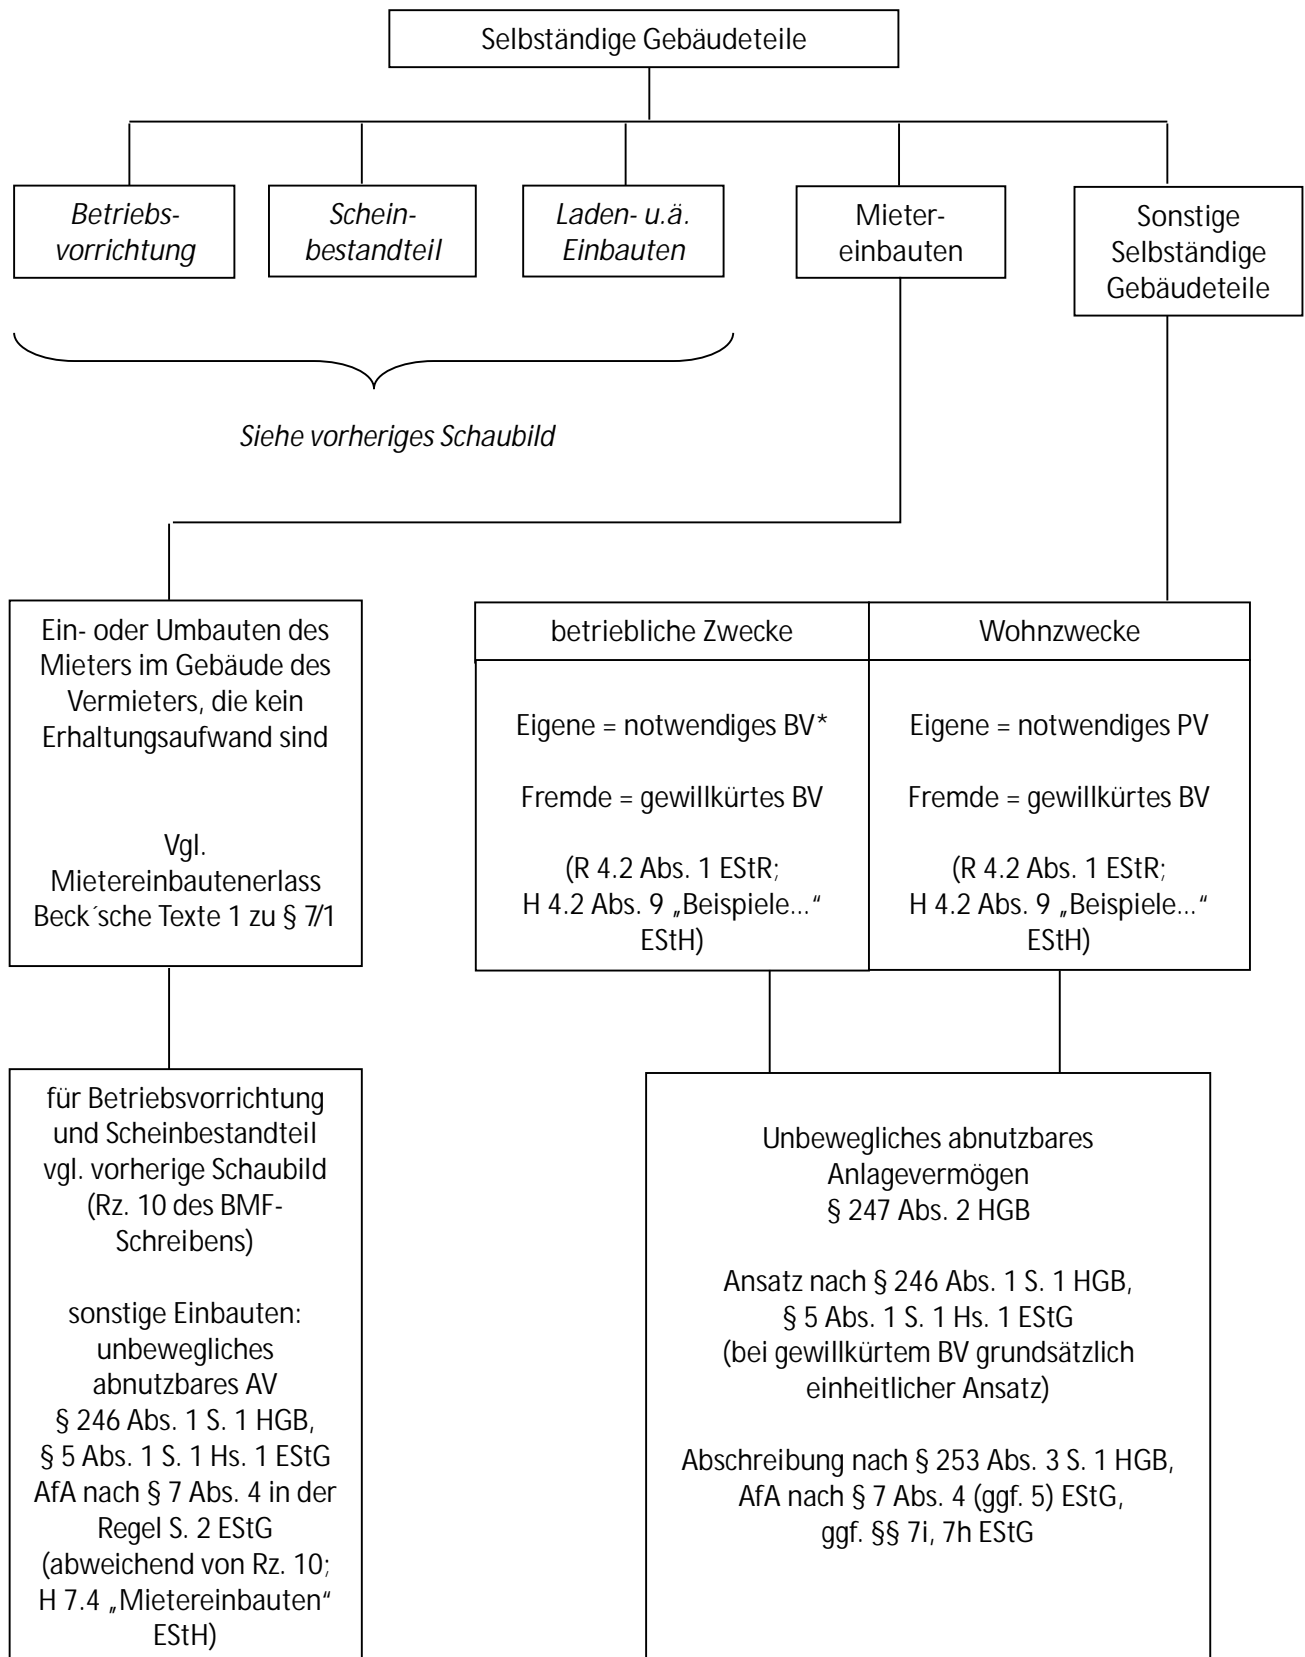 Selbständige Gebäudeteile
Betriebs-
vorrichtung
Schein-
bestandteil
Laden- u.ä.
Einbauten
Mieter-
einbauten
Sonstige
Selbständige
Gebäudeteile
Siehe vorheriges Schaubild
Ein- oder Umbauten des
Mieters im Gebäude des
Vermieters, die kein
Erhaltungsaufwand sind
Vgl.
Mietereinbautenerlass
Beck´sche Texte 1 zu § 7/1
betriebliche Zwecke
Eigene = notwendiges BV*
Fremde = gewillkürtes BV
(R 4.2 Abs. 1 EStR;
H 4.2 Abs. 9 „Beispiele...“
EStH)
Wohnzwecke
Eigene = notwendiges PV
Fremde = gewillkürtes BV
(R 4.2 Abs. 1 EStR;
H 4.2 Abs. 9 „Beispiele...“
EStH)
für Betriebsvorrichtung
und Scheinbestandteil
vgl. vorherige Schaubild
(Rz. 10 des BMF-
Schreibens)
sonstige Einbauten:
unbewegliches
abnutzbares AV
§ 246 Abs. 1 S. 1 HGB,
§ 5 Abs. 1 S. 1 Hs. 1 EStG
AfA nach § 7 Abs. 4 in der
Regel S. 2 EStG
(abweichend von Rz. 10;
H 7.4 „Mietereinbauten“
EStH)
Unbewegliches abnutzbares
Anlagevermögen
§ 247 Abs. 2 HGB
Ansatz nach § 246 Abs. 1 S. 1 HGB,
§ 5 Abs. 1 S. 1 Hs. 1 EStG
(bei gewillkürtem BV grundsätzlich
einheitlicher Ansatz)
Abschreibung nach § 253 Abs. 3 S. 1 HGB,
AfA nach § 7 Abs. 4 (ggf. 5) EStG,
ggf. §§ 7i, 7h EStG